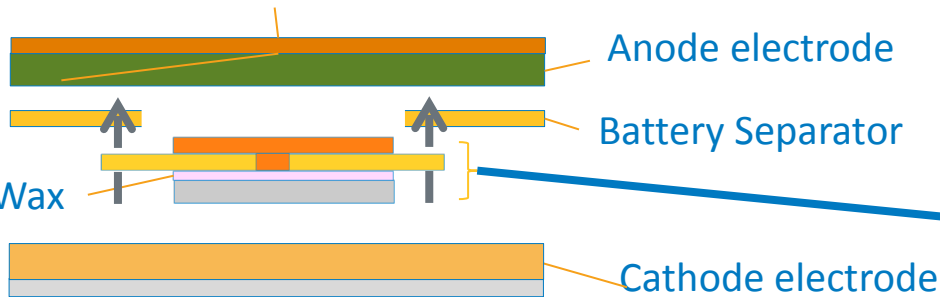 Anode electrode
Battery Separator
Wax
Cathode electrode